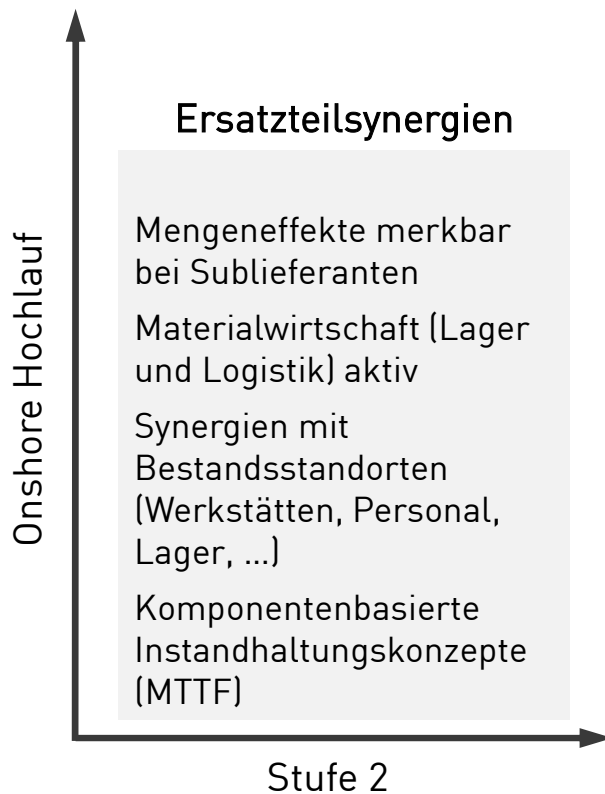 Ersatzteilsynergien
Onshore Hochlauf
Mengeneffekte merkbar
bei Sublieferanten
Materialwirtschaft (Lager
und Logistik) aktiv
Synergien mit
Bestandsstandorten
(Werkstätten, Personal,
Lager, ...)
Komponentenbasierte
Instandhaltungskonzepte
(MTTF)
Stufe 2